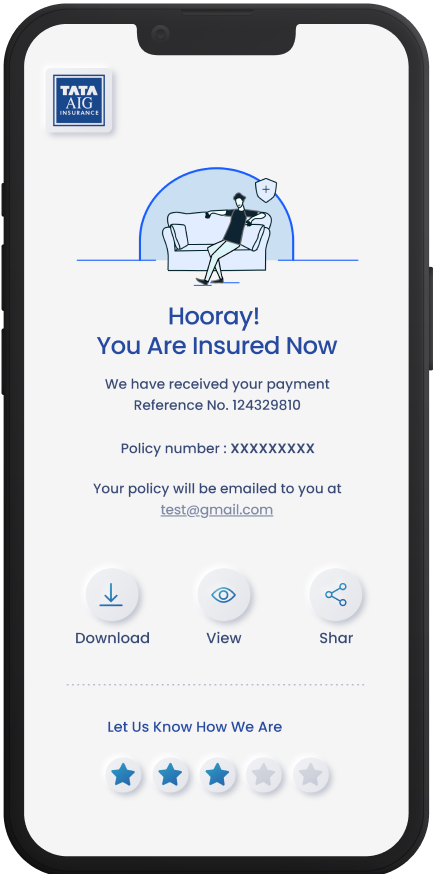 TATA
AIG
INSURANCE
Hooray!
You Are Insured Now
We have received your payment
Reference No. 124329810
Policy number : XXXXXXXXX
Your policy will be emailed to you at
test@gmail.com
Download View Shar
Let Us Know How We Are